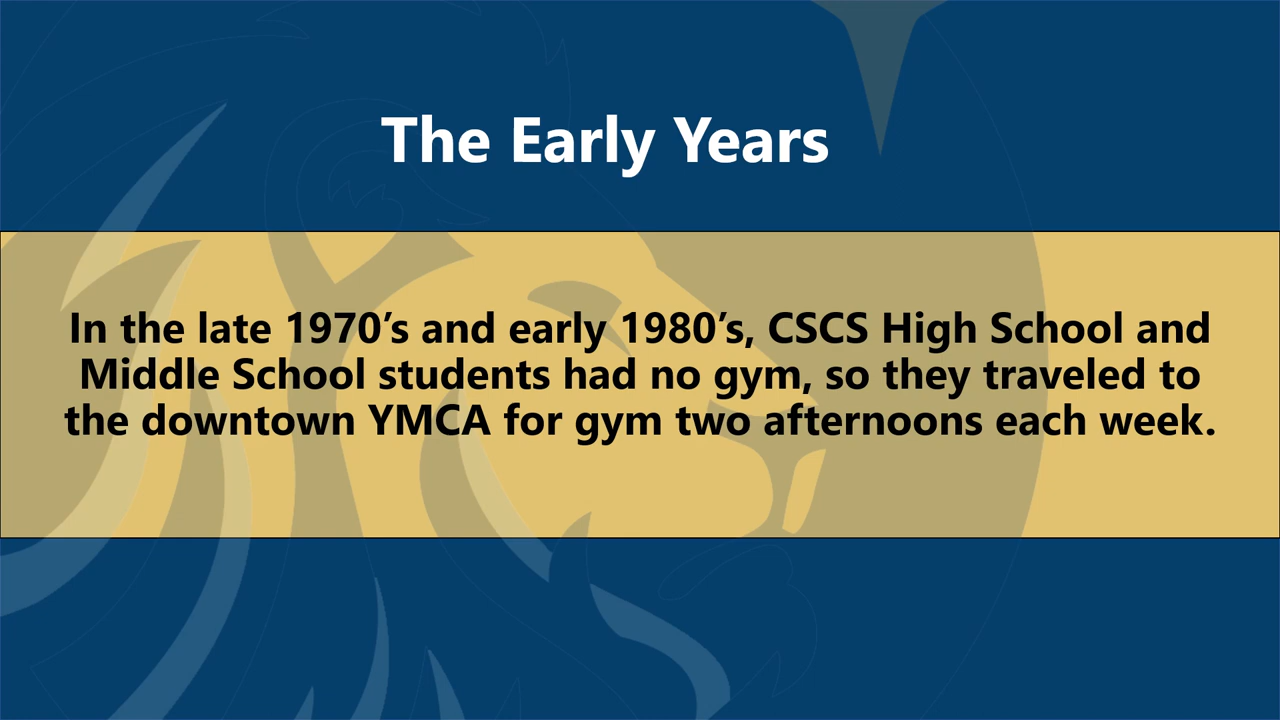 The Early Years
In the late 1970’s and early 1980’s, CSCS High School and
Middle School students had no gym, so they traveled to
the downtown YMCA for gym two afternoons each week.